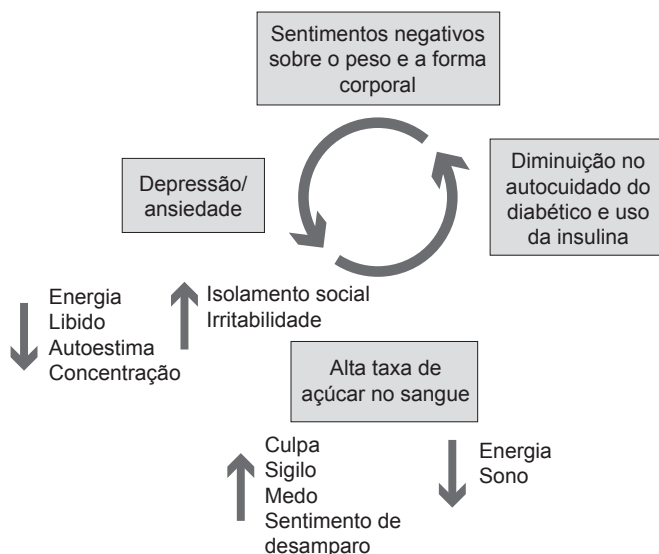 Sentimentos negativos
sobre o peso e a forma
corporal
Depressão/
ansiedade
Diminuição no
autocuidado do
diabético e uso
da insulina
Energia
Libido
Autoestima
Concentração
Isolamento social
Irritabilidade
Alta taxa de
açúcar no sangue
Culpa
Sigilo
Medo
Sentimento de
desamparo
Energia
Sono